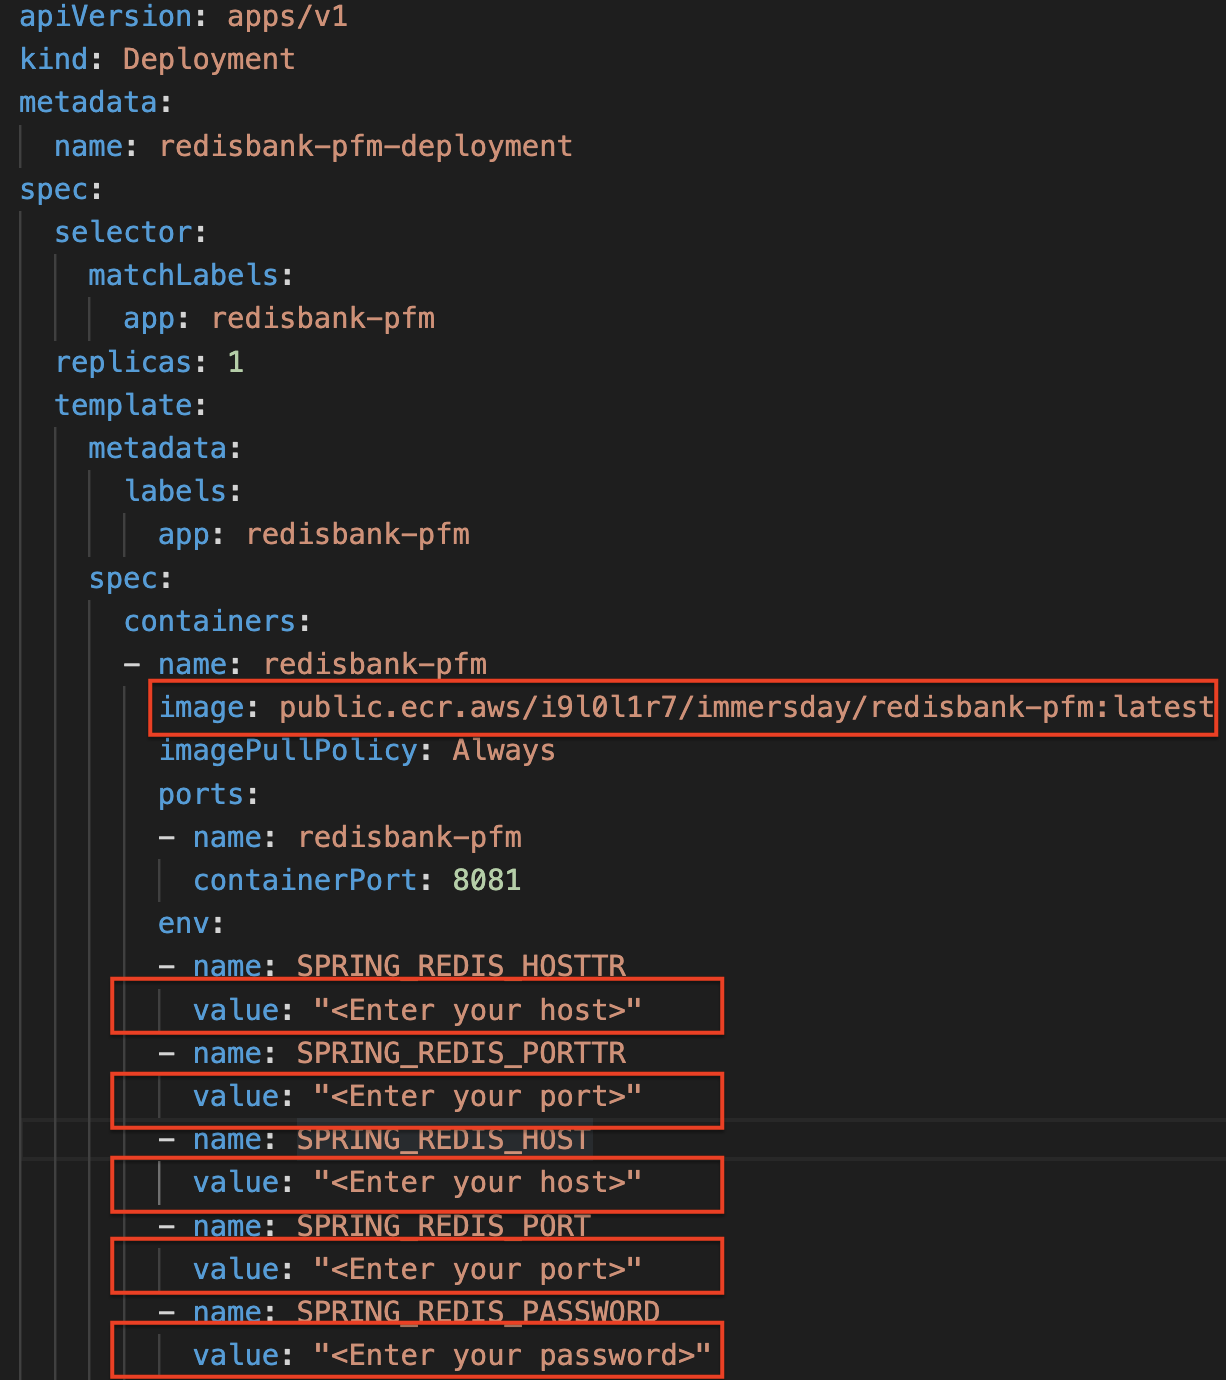 apiVersion: apps/v1
kind: Deployment
metadata:
  name: redisbank-pfm-deployment
spec:
  selector:
    matchLabels:
      app: redisbank-pfm
  replicas: 1
  template:
    metadata:
      labels:
        app: redisbank-pfm
    spec:
      containers:
      - name: redisbank-pfm
        image: public.ecr.aws/i9l0l1r7/immersday/redisbank-pfm:latest
        imagePullPolicy: Always
        ports:
        - name: redisbank-pfm
          containerPort: 8081
        env:
        - name: SPRING_REDIS_HOSTTR
          value: "<Enter your host>"
        - name: SPRING_REDIS_PORTTR
          value: "<Enter your port>"
        - name: SPRING_REDIS_HOST
          value: "<Enter your host>"
        - name: SPRING_REDIS_PORT
          value: "<Enter your port>"
        - name: SPRING_REDIS_PASSWORD
          value: "<Enter your password>"